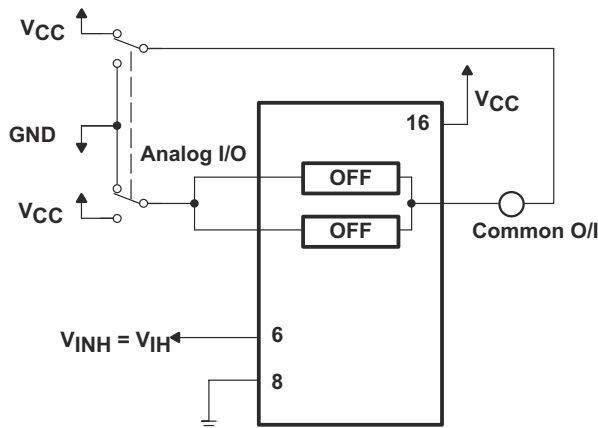 VCC
16
VCC
GND
Analog I/O
OFF
VCC
OFF
Common O/I
VINH = VIH
6
8